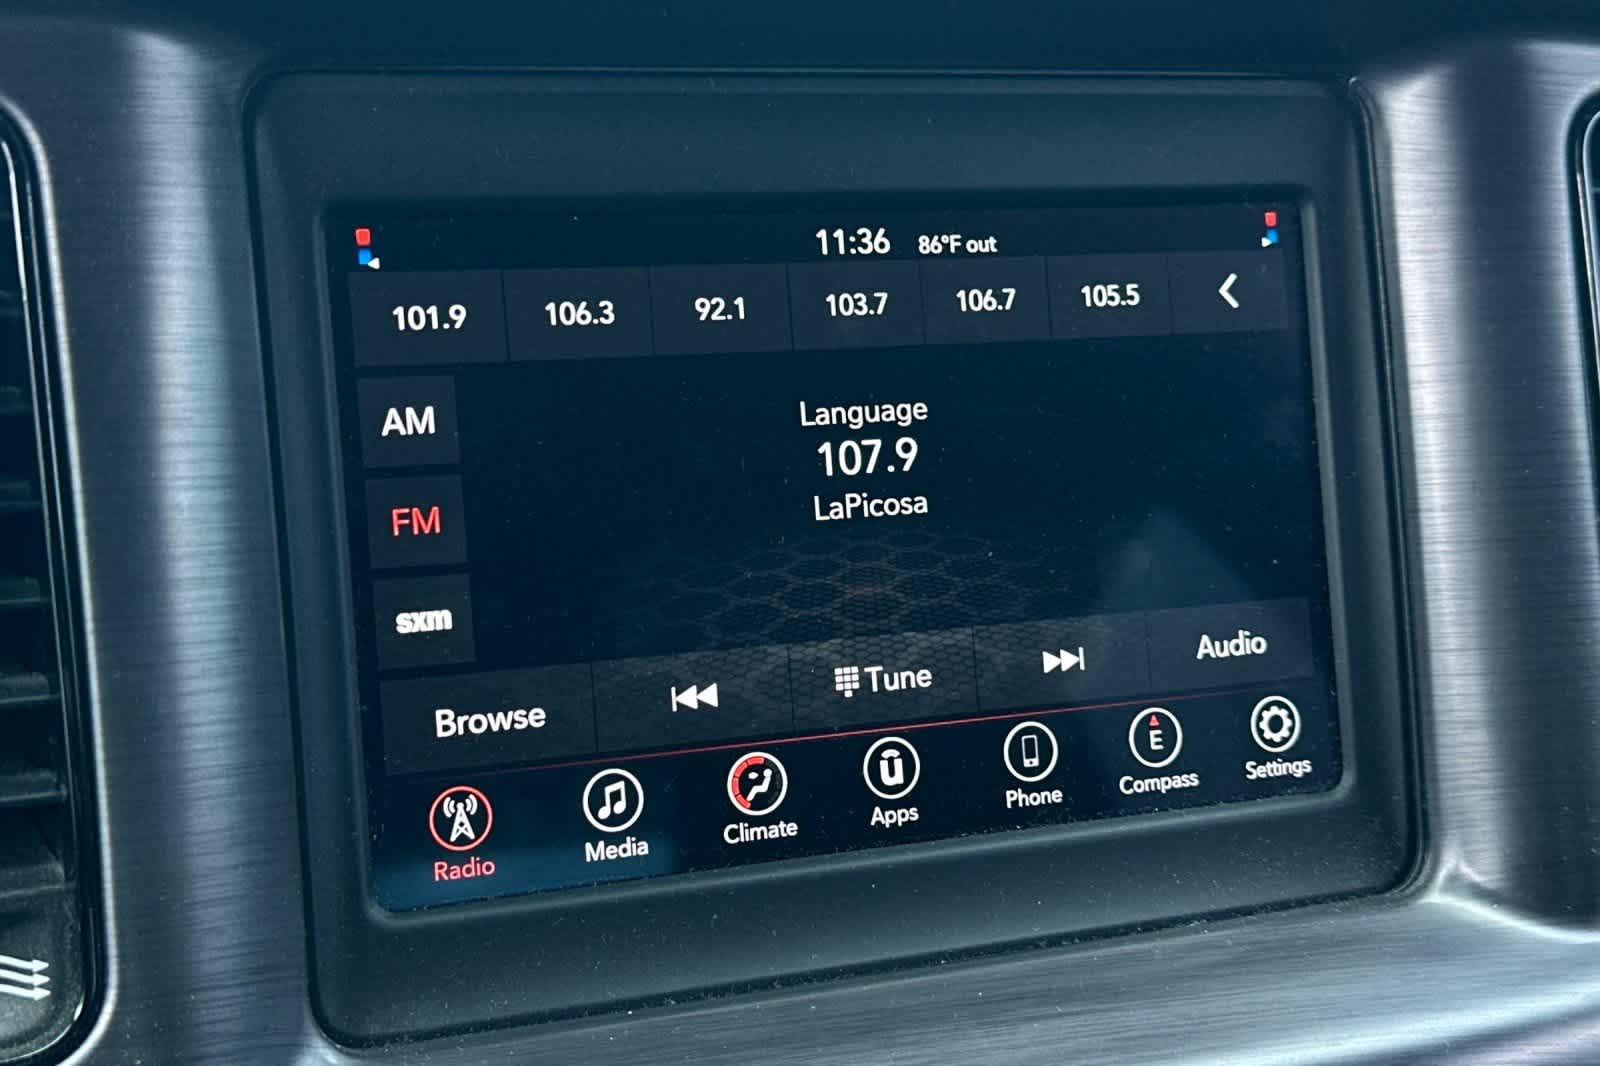 11:36 86°F out
101.9 106.3 92.1 103.7 106.7 105.5
AM
Language
107.9
LaPicosa
FM
sxm
Browse Tune Audio
Radio Media Climate Apps Phone Compass Settings
u
E